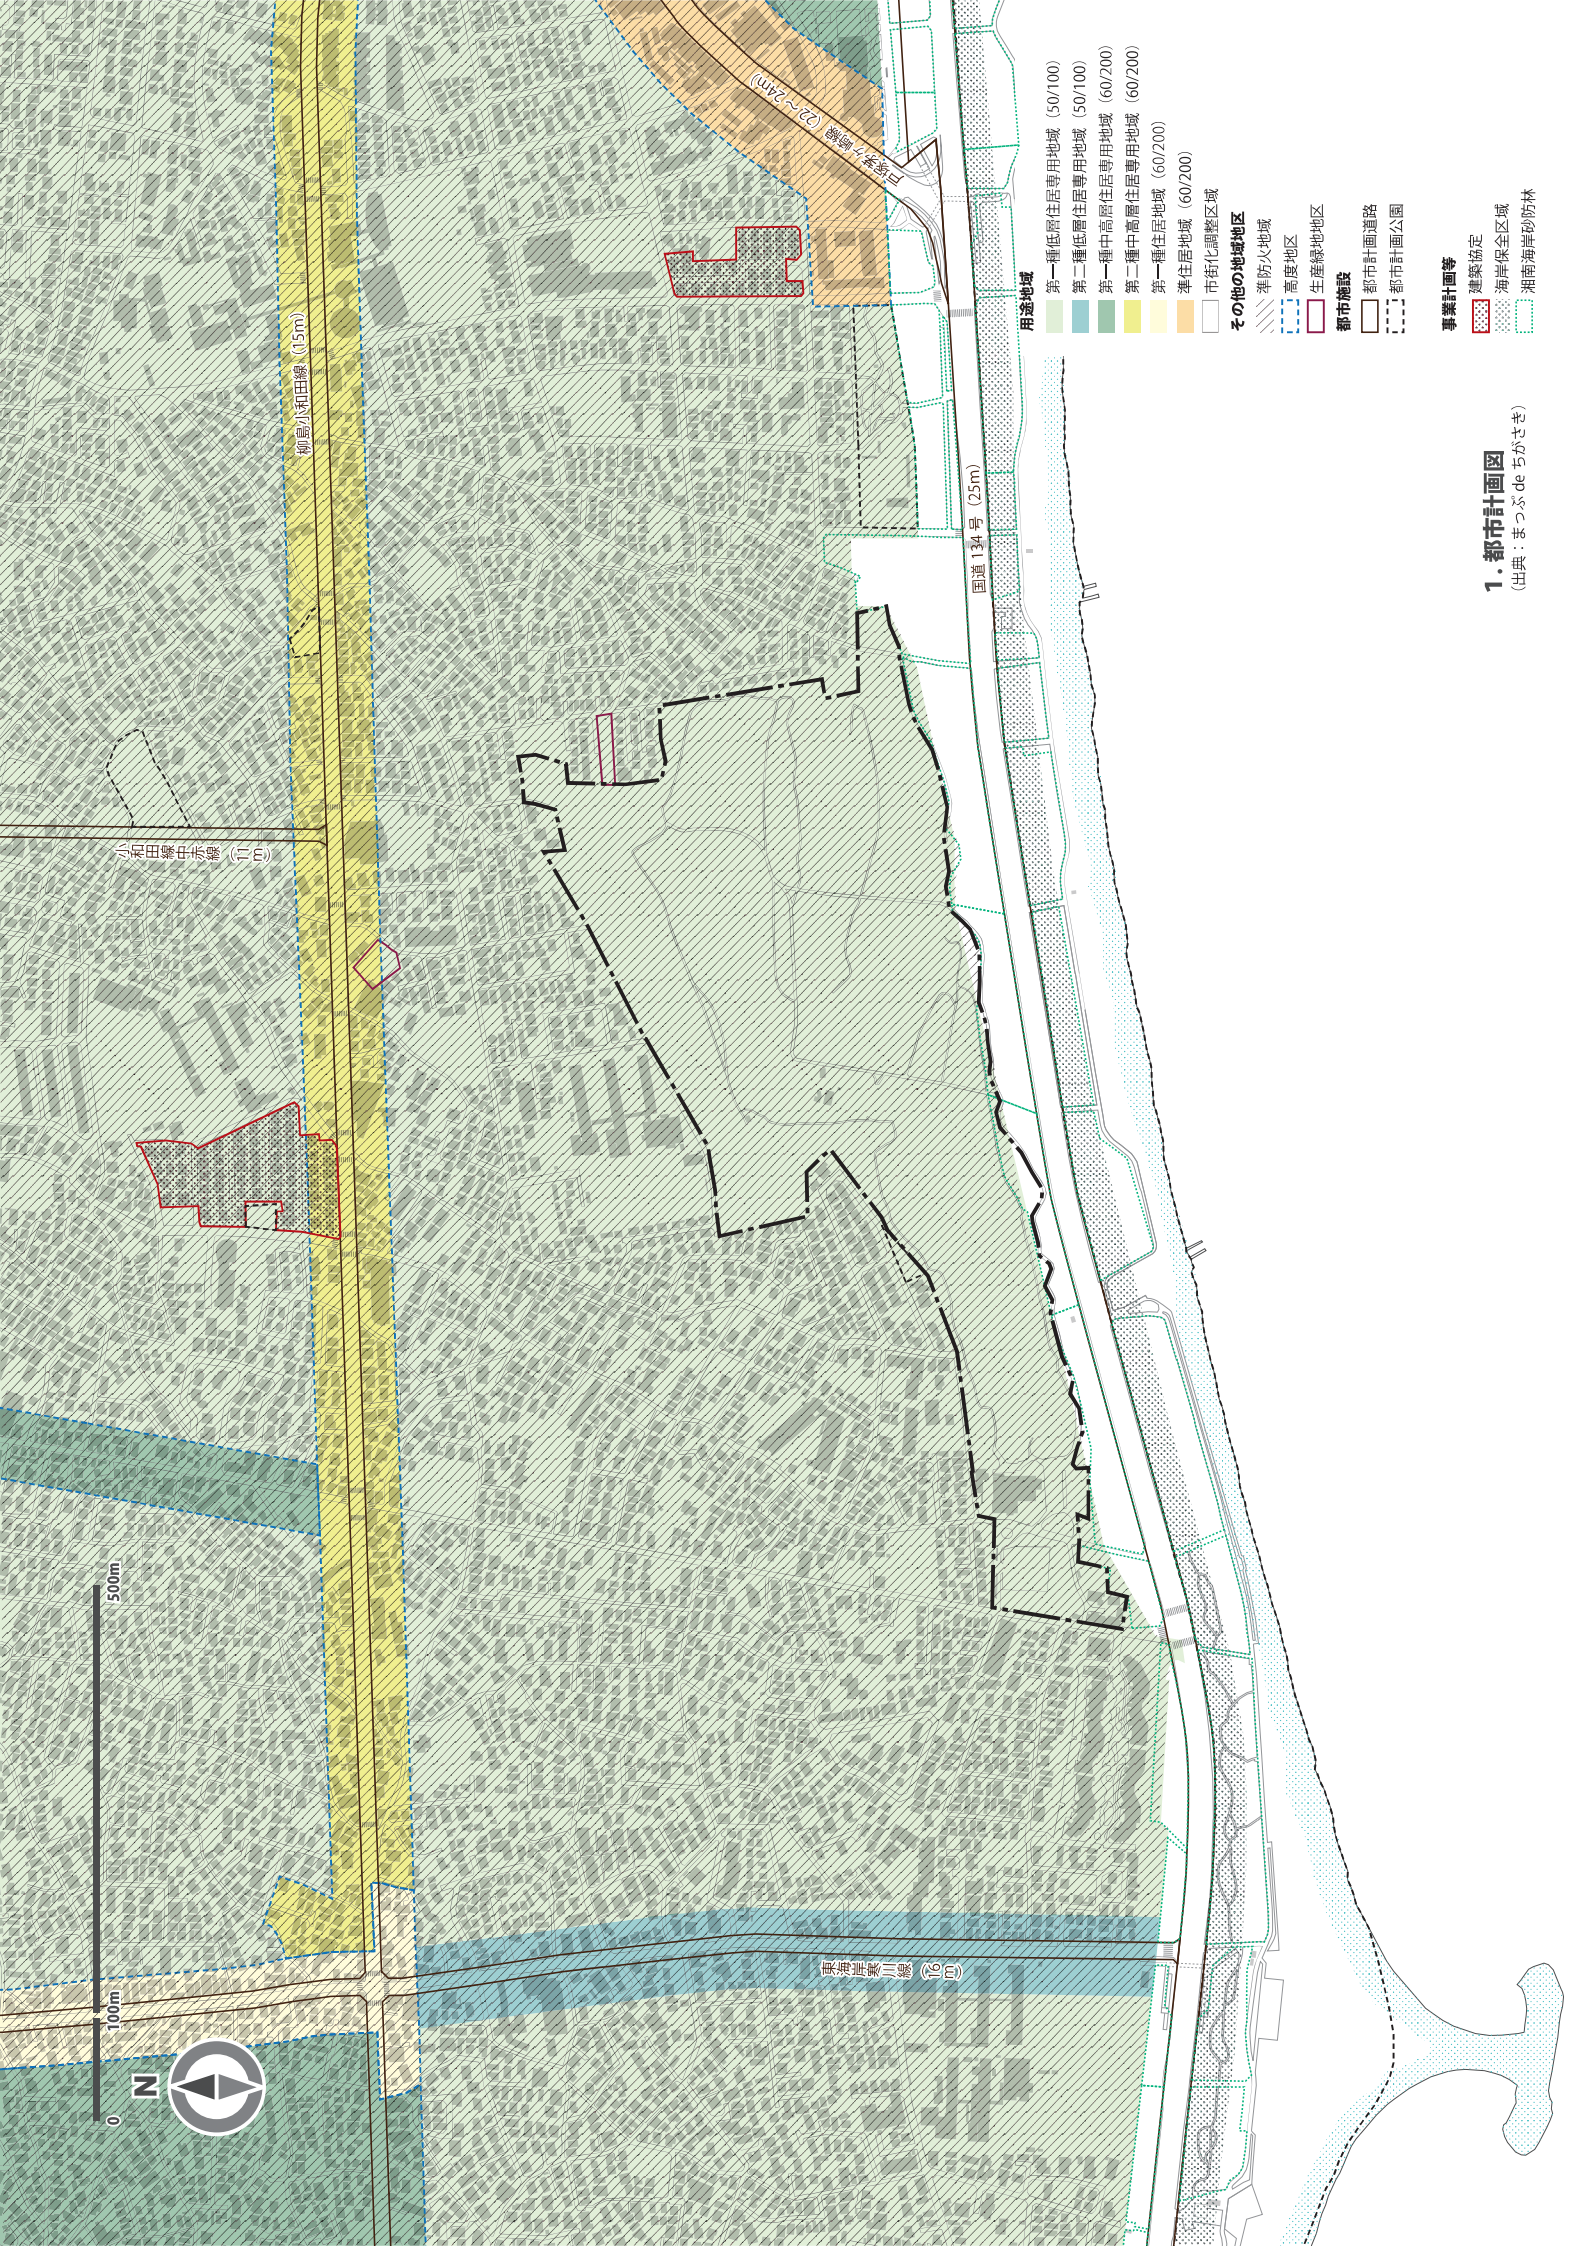 柳島小和田線（15m）
小和田線中赤線（11m）
戸塚茅ケ崎線（22～24m）
国道 134 号（25m）
東海岸寒川線（16m）
0
100m
500m
N
用途地域
第一種低層住居専用地域（50/100）
第二種低層住居専用地域（50/100）
第一種中高層住居専用地域（60/200）
第二種中高層住居専用地域（60/200）
第一種住居地域（60/200）
準住居地域（60/200）
市街化調整区域
その他の地域地区
準防火地域
高度地区
生産緑地地区
都市施設
都市計画道路
都市計画公園
事業計画等
建築協定
海岸保全区域
湘南海岸砂防林
1. 都市計画図
（出典：まっぷ de ちがさき）